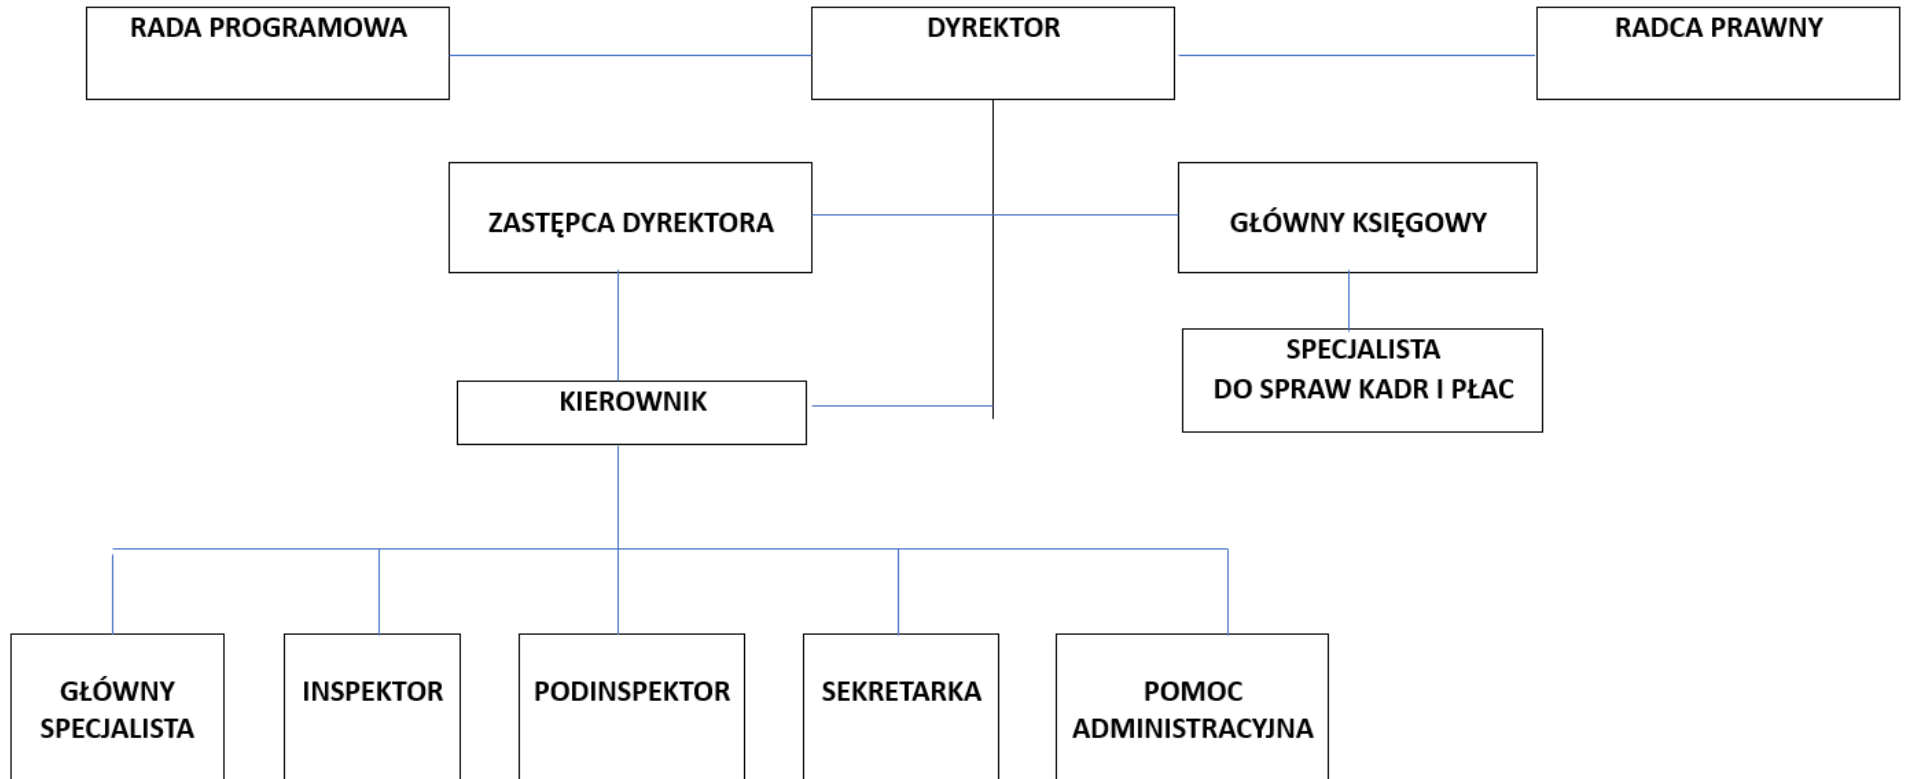 RADA PROGRAMOWA
DYREKTOR
RADCA PRAWNY
ZASTĘPCA DYREKTORA
GŁÓWNY KSIĘGOWY
SPECJALISTA
DO SPRAW KADR I PŁAC
KIEROWNIK
GŁÓWNY
SPECJALISTA
INSPEKTOR
PODINSPEKTOR
SEKRETARKA
POMOC
ADMINISTRACYJNA